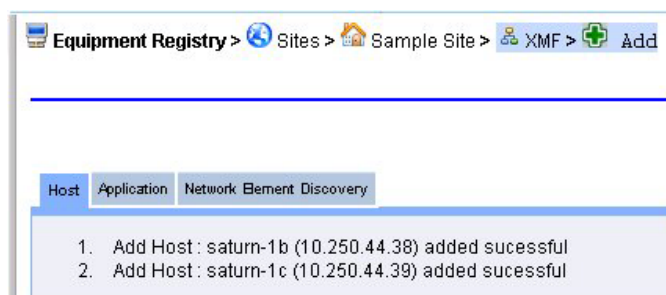 Equipment Registry > Sites > Sample Site > XMF > Add
Host Application Network Element Discovery
1. Add Host : saturn-1b (10.250.44.38) added sucessful
2. Add Host : saturn-1c (10.250.44.39) added sucessful